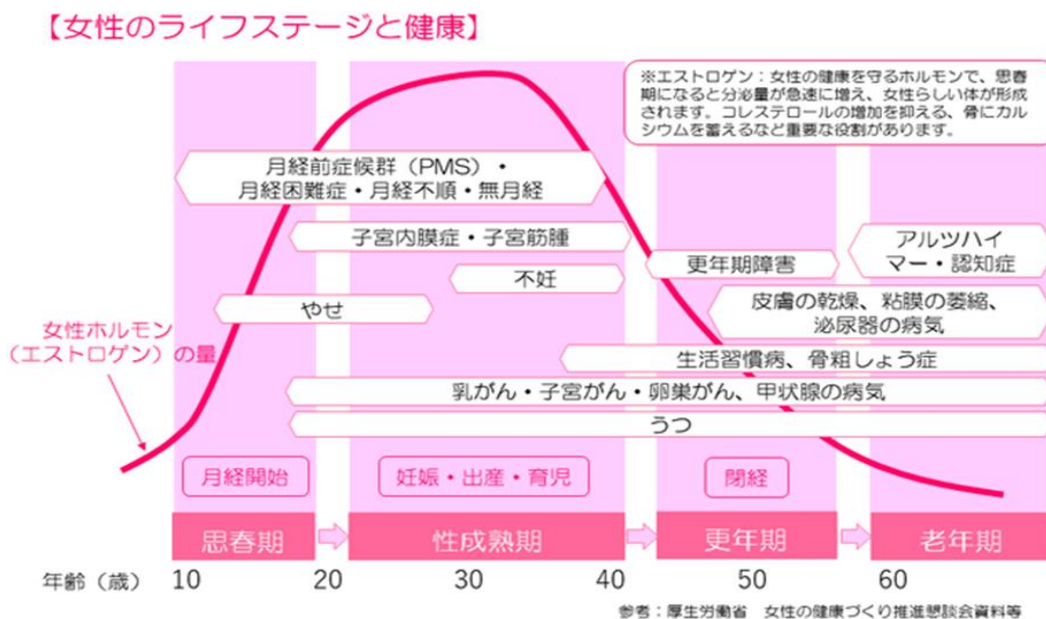 【女性のライフステージと健康】
※エストロゲン：女性の健康を守るホルモンで、思春
期になると分泌量が急速に増え、女性らしい体が形成
されます。コレステロールの増加を抑える、骨にカル
シウムを蓄えるなど重要な役割があります。
月経前症候群（PMS）・
月経困難症・月経不順・無月経
子宮内膜症・子宮筋腫
不妊
やせ
更年期障害
アルツハイ
マー・認知症
皮膚の乾燥、粘膜の萎縮、
泌尿器の病気
女性ホルモン
（エストロゲン）の量
生活習慣病、骨粗しょう症
乳がん・子宮がん・卵巣がん、甲状腺の病気
うつ
月経開始
妊娠・出産・育児
閉経
思春期
性成熟期
更年期
老年期
年齢（歳） 10 20 30 40 50 60
参考：厚生労働省 女性の健康づくり推進懇談会資料等